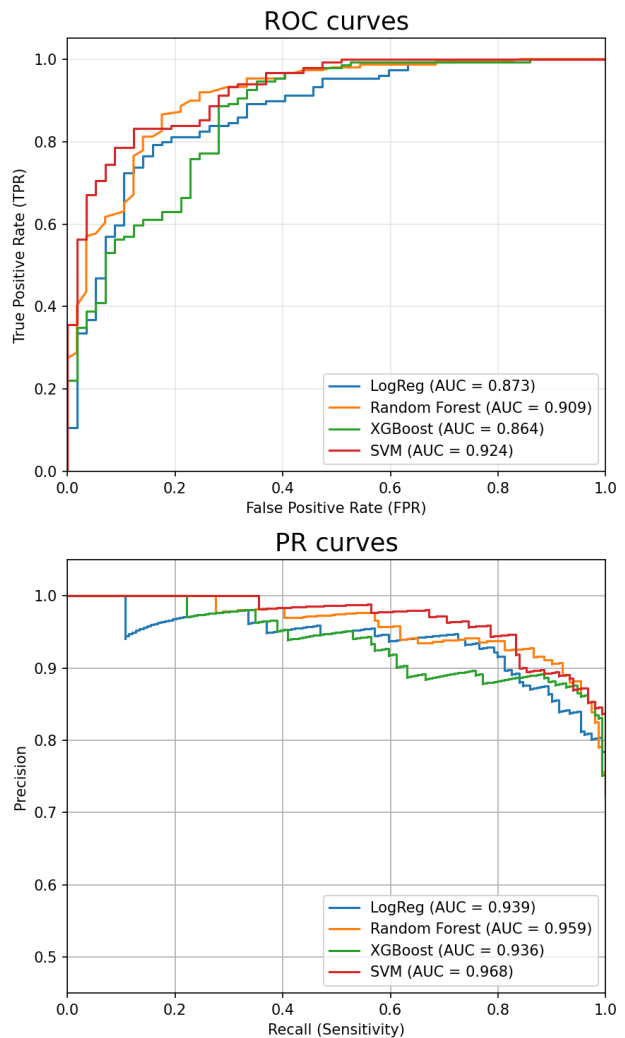 ROC curves
1.0
0.8
0.6
0.4
0.2
0.0
True Positive Rate (TPR)
LogReg (AUC = 0.873)
Random Forest (AUC = 0.909)
XGBoost (AUC = 0.864)
SVM (AUC = 0.924)
0.0 0.2 0.4 0.6 0.8 1.0
False Positive Rate (FPR)
PR curves
1.0
0.9
0.8
0.7
0.6
0.5
Precision
LogReg (AUC = 0.939)
Random Forest (AUC = 0.959)
XGBoost (AUC = 0.936)
SVM (AUC = 0.968)
0.0 0.2 0.4 0.6 0.8 1.0
Recall (Sensitivity)